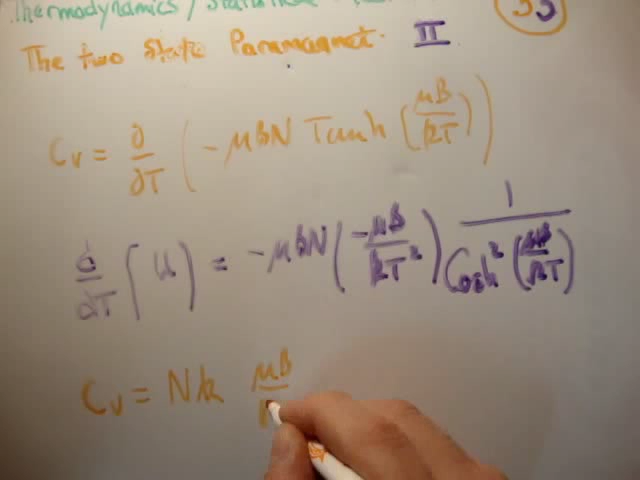 Thermodynamics / Statistical
33
The two State Paramagnet. II
Cv = ∂/∂T ( -μBN Tanh (μB/kT) )
∂/∂T ( U ) = -μBN ( -μB/kT² ) 1/Cosh² (μB/kT)
Cv = Nk μB/